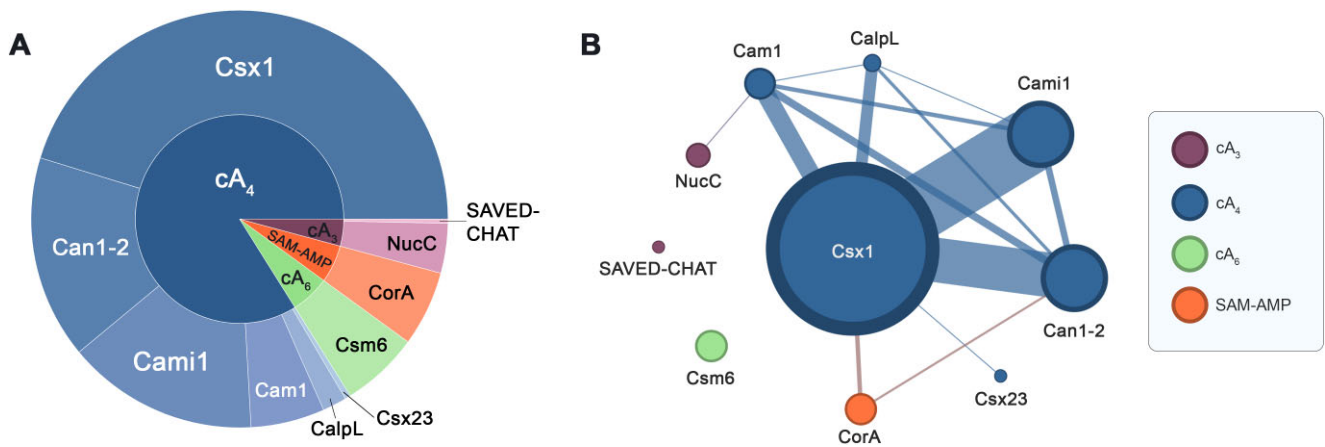 A
Csx1
cA₄
Can1-2
Cami1
Cam1
CalpL
Csx23
Csm6
cA₆
CorA
SAM-AMP
NucC
cA₃
SAVED-
CHAT
B
Cam1
CalpL
Cami1
NucC
SAVED-CHAT
Csx1
Csm6
Can1-2
Csx23
CorA
cA₃
cA₄
cA₆
SAM-AMP